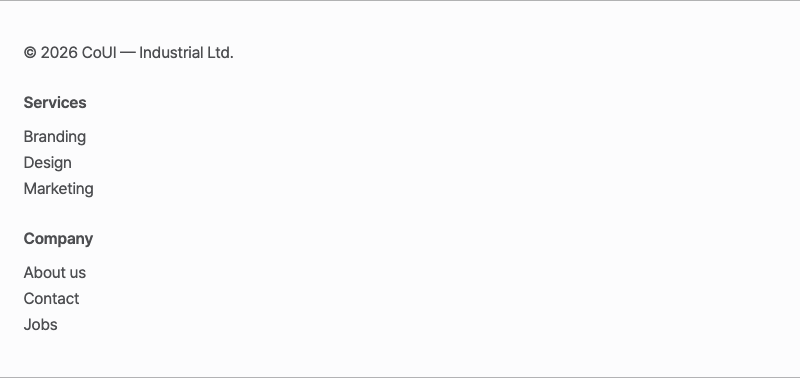 © 2026 CoUI — Industrial Ltd.
Services
Branding
Design
Marketing
Company
About us
Contact
Jobs